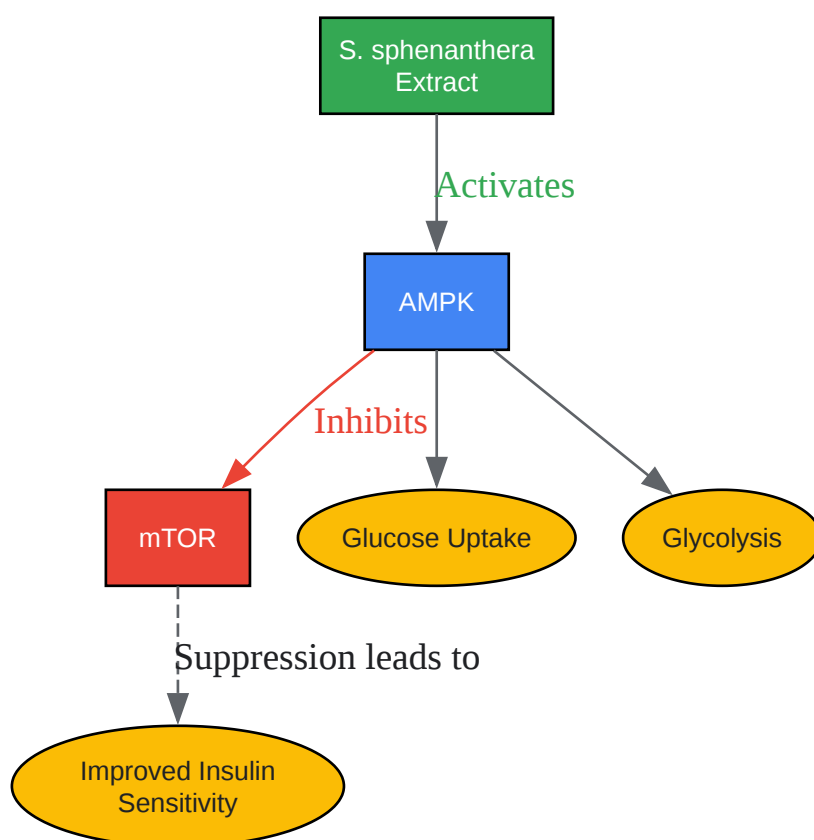 S. sphenanthera
Extract
Activates
AMPK
Inhibits
mTOR
Glucose Uptake
Glycolysis
Suppression leads to
Improved Insulin
Sensitivity